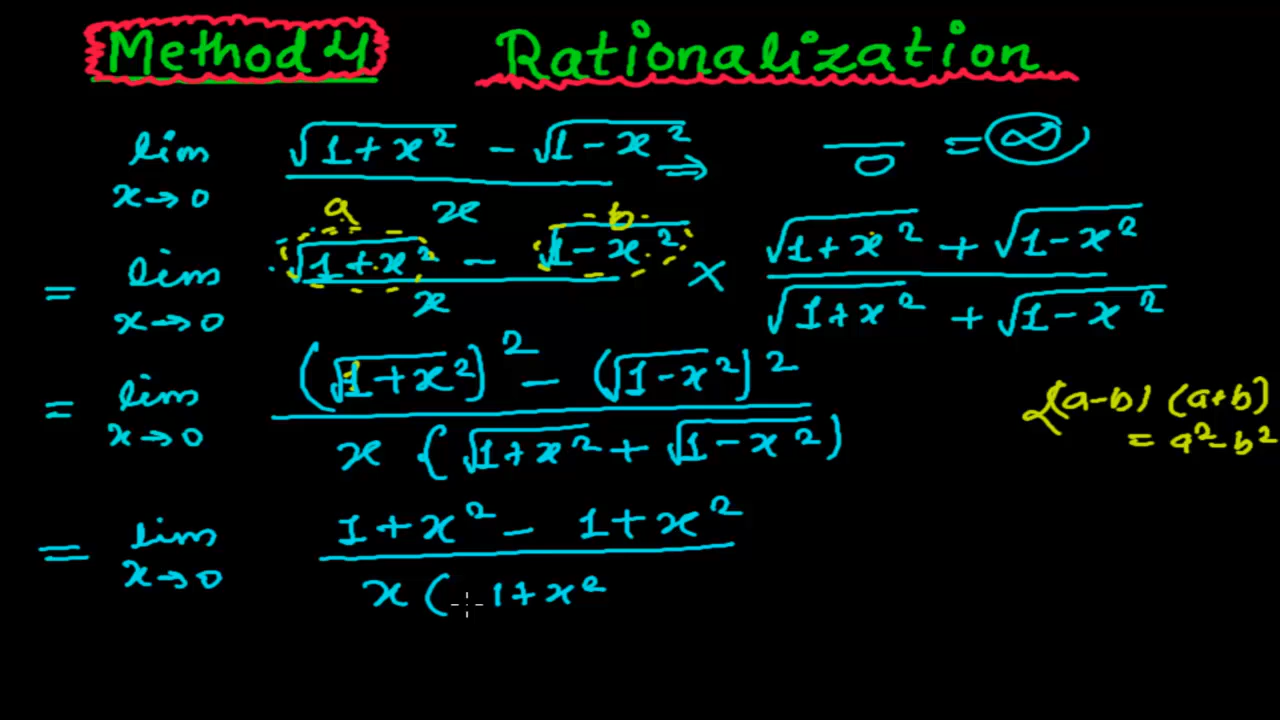 Method 4 Rationalization
lim x→0 (√(1+x²) - √(1-x²)) / x ⇒ — / 0 = ∞
a b
= lim x→0 (√(1+x²) - √(1-x²)) / x × (√(1+x²) + √(1-x²)) / (√(1+x²) + √(1-x²))
= lim x→0 ((√(1+x²))² - (√(1-x²))²) / x (√(1+x²) + √(1-x²))
(a-b) (a+b)
= a²-b²
= lim x→0 (1+x² - 1+x²) / x ( 1+x²